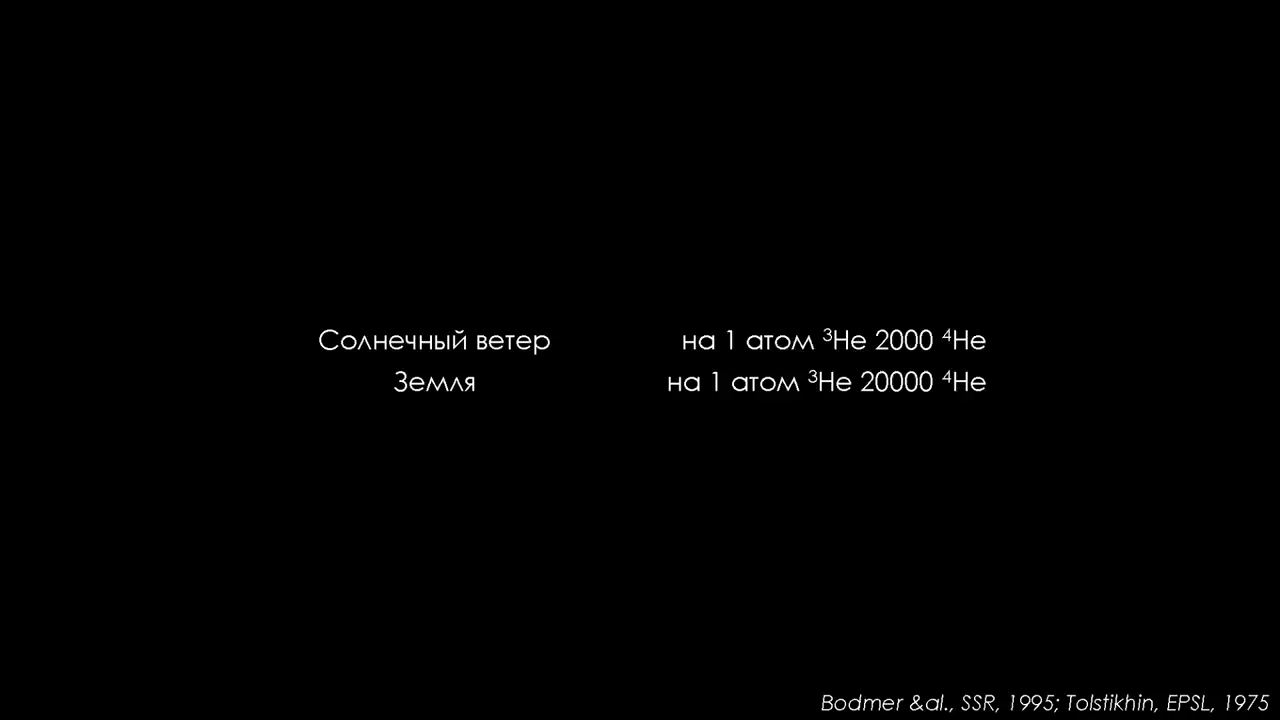 Солнечный ветер на 1 атом ³He 2000 ⁴He
Земля на 1 атом ³He 20000 ⁴He
Bodmer &al., SSR, 1995; Tolstikhin, EPSL, 1975